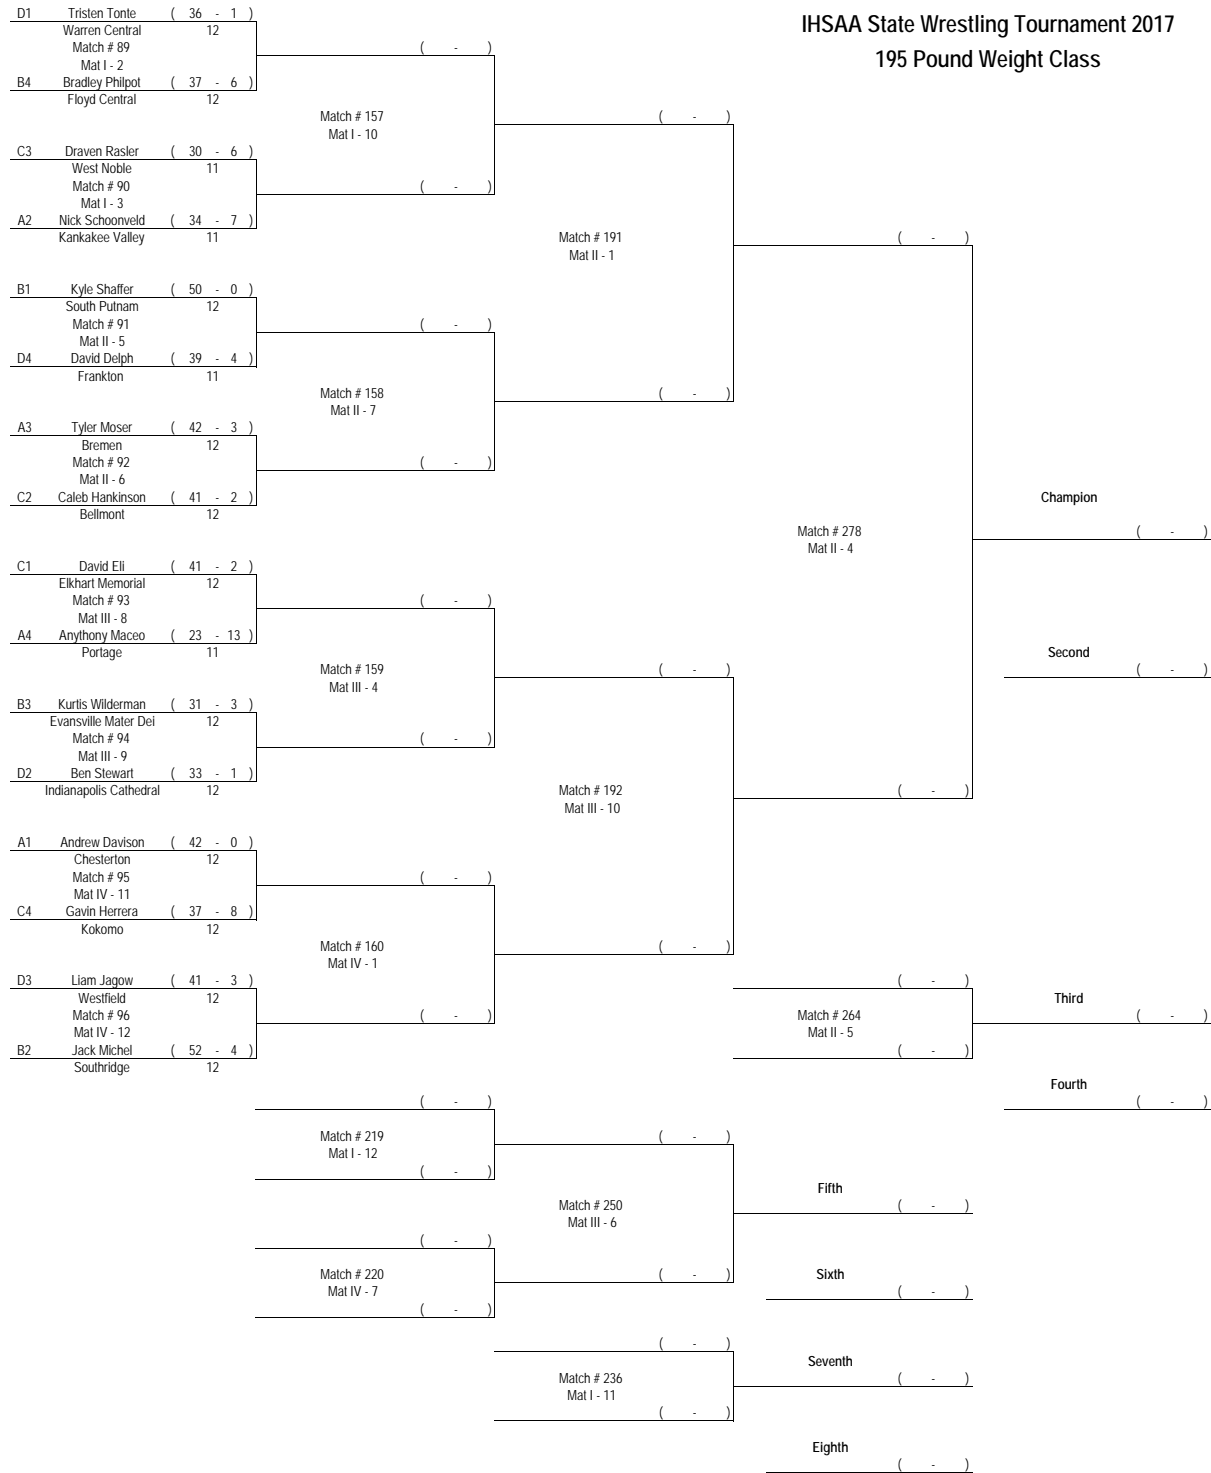 IHSAA State Wrestling Tournament 2017
195 Pound Weight Class
D1 Tristen Tonte ( 36 - 1 )
Warren Central 12
Match # 89
Mat I - 2
B4 Bradley Philpot ( 37 - 6 )
Floyd Central 12
C3 Draven Rasler ( 30 - 6 )
West Noble 11
Match # 90
Mat I - 3
A2 Nick Schoonveld ( 34 - 7 )
Kankakee Valley 11
B1 Kyle Shaffer ( 50 - 0 )
South Putnam 12
Match # 91
Mat II - 5
D4 David Delph ( 39 - 4 )
Frankton 11
A3 Tyler Moser ( 42 - 3 )
Bremen 12
Match # 92
Mat II - 6
C2 Caleb Hankinson ( 41 - 2 )
Bellmont 12
C1 David Eli ( 41 - 2 )
Elkhart Memorial 12
Match # 93
Mat III - 8
A4 Anythony Maceo ( 23 - 13 )
Portage 11
B3 Kurtis Wilderman ( 31 - 3 )
Evansville Mater Dei 12
Match # 94
Mat III - 9
D2 Ben Stewart ( 33 - 1 )
Indianapolis Cathedral 12
A1 Andrew Davison ( 42 - 0 )
Chesterton 12
Match # 95
Mat IV - 11
C4 Gavin Herrera ( 37 - 8 )
Kokomo 12
D3 Liam Jagow ( 41 - 3 )
Westfield 12
Match # 96
Mat IV - 12
B2 Jack Michel ( 52 - 4 )
Southridge 12
( - )
Match # 157
Mat I - 10
( - )
( - )
Match # 158
Mat II - 7
( - )
( - )
Match # 159
Mat III - 4
( - )
( - )
Match # 160
Mat IV - 1
( - )
( - )
Match # 219
Mat I - 12
( - )
( - )
Match # 220
Mat IV - 7
( - )
( - )
Match # 191
Mat II - 1
( - )
( - )
Match # 192
Mat III - 10
( - )
( - )
Match # 250
Mat III - 6
( - )
( - )
Match # 236
Mat I - 11
( - )
( - )
Match # 278
Mat II - 4
( - )
( - )
Match # 264
Mat II - 5
( - )
Champion
( - )
Second
( - )
Third
( - )
Fourth
( - )
Fifth
( - )
Sixth
( - )
Seventh
( - )
Eighth
( - )